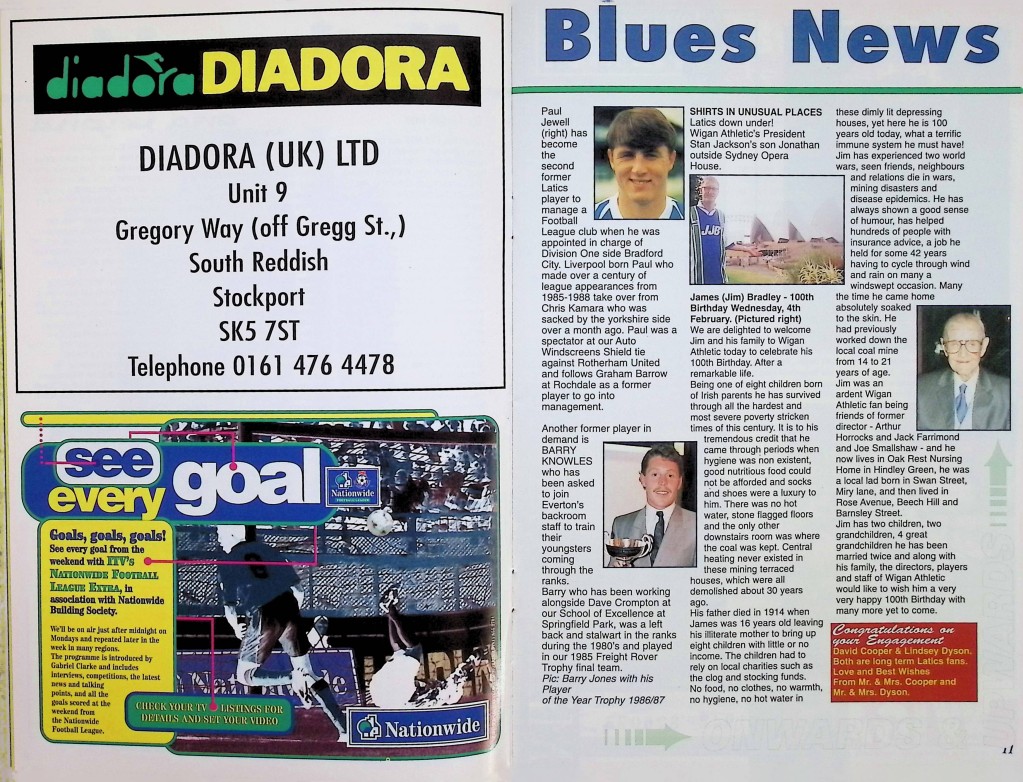 diadora DIADORA
DIADORA (UK) LTD
Unit 9
Gregory Way (off Gregg St.,)
South Reddish
Stockport
SK5 7ST
Telephone 0161 476 4478
see
every goal
Nationwide
Goals, goals, goals!
See every goal from the
weekend with ITV'S
NATIONWIDE FOOTBALL
LEAGUE EXTRA, in
association with Nationwide
Building Society.
We'll be on air just after midnight on
Mondays and repeated later in the
week in many regions.
The programme is introduced by
Gabriel Clarke and includes
interviews, competitions, the latest
news and talking
points, and all the
goals scored at the
weekend from
the Nationwide
Football League.
6
Nationwide
CHECK YOUR TV LISTINGS FOR
DETAILS AND SET YOUR VIDEO
Nationwide
Blues News
Paul
Jewell
(right) has
become
the
second
former
Latics
player to
manage a
Football
League club when he was
appointed in charge of
Division One side Bradford
City. Liverpool born Paul who
made over a century of
league appearances from
1985-1988 take over from
Chris Kamara who was
sacked by the yorkshire side
over a month ago. Paul was a
spectator at our Auto
Windscreens Shield tie
against Rotherham United
and follows Graham Barrow
at Rochdale as a former
player to go into
management.
Another former player in
demand is
BARRY
KNOWLES
who has
been asked
to join
Everton's
backroom
staff to train
their
youngsters
coming
through the
ranks.
Barry who has been working
alongside Dave Crompton at
our School of Excellence at
Springfield Park, was a left
back and stalwart in the ranks
during the 1980's and played
in our 1985 Freight Rover
Trophy final team.
Pic: Barry Jones with his
Player
of the Year Trophy 1986/87
SHIRTS IN UNUSUAL PLACES
Latics down under!
Wigan Athletic's President
Stan Jackson's son Jonathan
outside Sydney Opera
House.
JJB
James (Jim) Bradley - 100th
Birthday Wednesday, 4th
February. (Pictured right)
We are delighted to welcome
Jim and his family to Wigan
Athletic today to celebrate his
100th Birthday. After a
remarkable life.
Being one of eight children born
of Irish parents he has survived
through all the hardest and
most severe poverty stricken
times of this century. It is to his
tremendous credit that he
came through periods when
hygiene was non existent,
good nutritious food could
not be afforded and socks
and shoes were a luxury to
him. There was no hot
water, stone flagged floors
and the only other
downstairs room was where
the coal was kept. Central
heating never existed in
these mining terraced
houses, which were all
demolished about 30 years
ago.
His father died in 1914 when
James was 16 years old leaving
his illiterate mother to bring up
eight children with little or no
income. The children had to
rely on local charities such as
the clog and stocking funds.
No food, no clothes, no warmth,
no hygiene, no hot water in
these dimly lit depressing
houses, yet here he is 100
years old today, what a terrific
immune system he must have!
Jim has experienced two world
wars, seen friends, neighbours
and relations die in wars,
mining disasters and
disease epidemics. He has
always shown a good sense
of humour, has helped
hundreds of people with
insurance advice, a job he
held for some 42 years
having to cycle through wind
and rain on many a
windswept occasion. Many
the time he came home
absolutely soaked
to the skin. He
had previously
worked down the
local coal mine
from 14 to 21
years of age.
Jim was an
ardent Wigan
Athletic fan being
friends of former
director - Arthur
Horrocks and Jack Farrimond
and Joe Smallshaw - and he
now lives in Oak Rest Nursing
Home in Hindley Green, he was
a local lad born in Swan Street,
Miry lane, and then lived in
Rose Avenue, Beech Hill and
Barnsley Street.
Jim has two children, two
grandchildren, 4 great
grandchildren he has been
married twice and along with
his family, the directors, players
and staff of Wigan Athletic
would like to wish him a very
very happy 100th Birthday with
many more yet to come.
Congratulations on
your Engagement
David Cooper & Lindsey Dyson.
Both are long term Latics fans.
Love and Best Wishes
From Mr. & Mrs. Cooper and
Mr. & Mrs. Dyson.
ONWARDS &
11